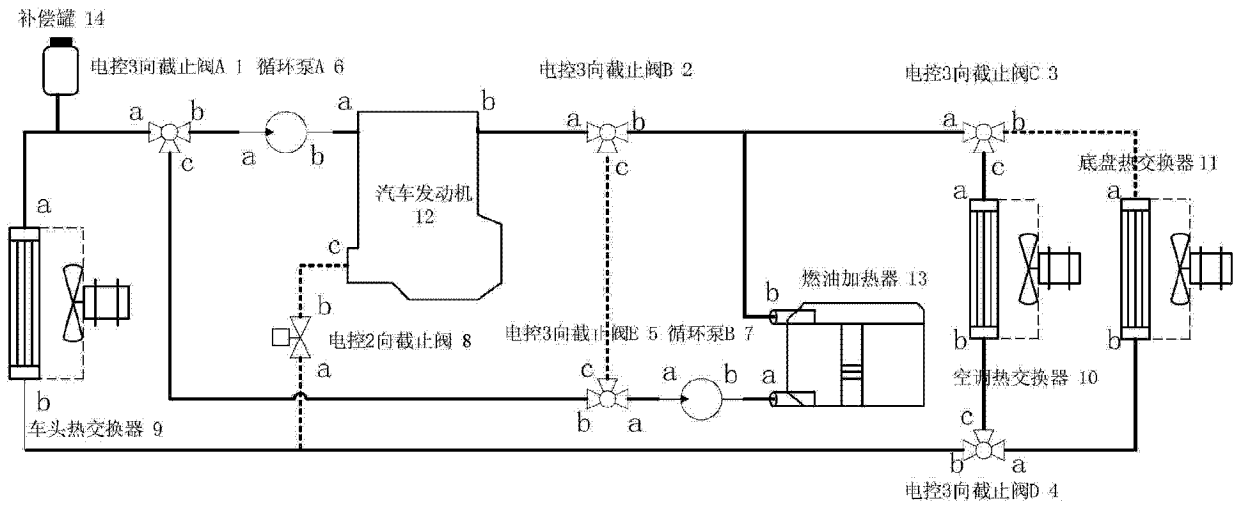 补偿罐 14
电控3向截止阀A 1 循环泵A 6
电控3向截止阀B 2
电控3向截止阀C 3
a
b
c
a
b
a
b
a
b
c
a
b
c
底盘热交换器11
汽车发动机
12
c
a
b
a
a
b
电控2向截止阀 8
a
燃油加热器 13
b
a
电控3向截止阀E 5 循环泵B 7
c
b
a
a
b
b
b
空调热交换器 10
车头热交换器 9
c
b
a
电控3向截止阀D 4